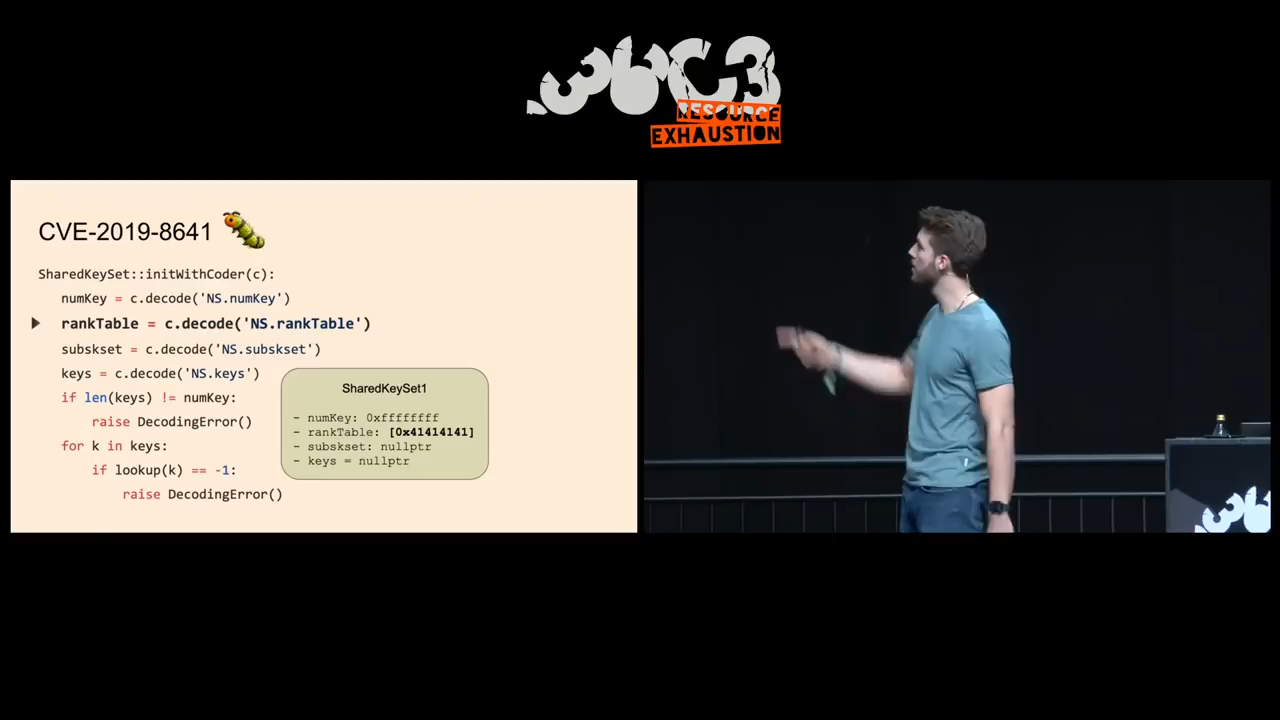 36C3
RESOURCE
EXHAUSTION
CVE-2019-8641
SharedKeySet::initWithCoder(c):
numKey = c.decode('NS.numKey')
rankTable = c.decode('NS.rankTable')
subskset = c.decode('NS.subskset')
keys = c.decode('NS.keys')
if len(keys) != numKey:
raise DecodingError()
for k in keys:
if lookup(k) == -1:
raise DecodingError()
SharedKeySet1
- numKey: 0xffffffff
- rankTable: [0x41414141]
- subskset: nullptr
- keys = nullptr